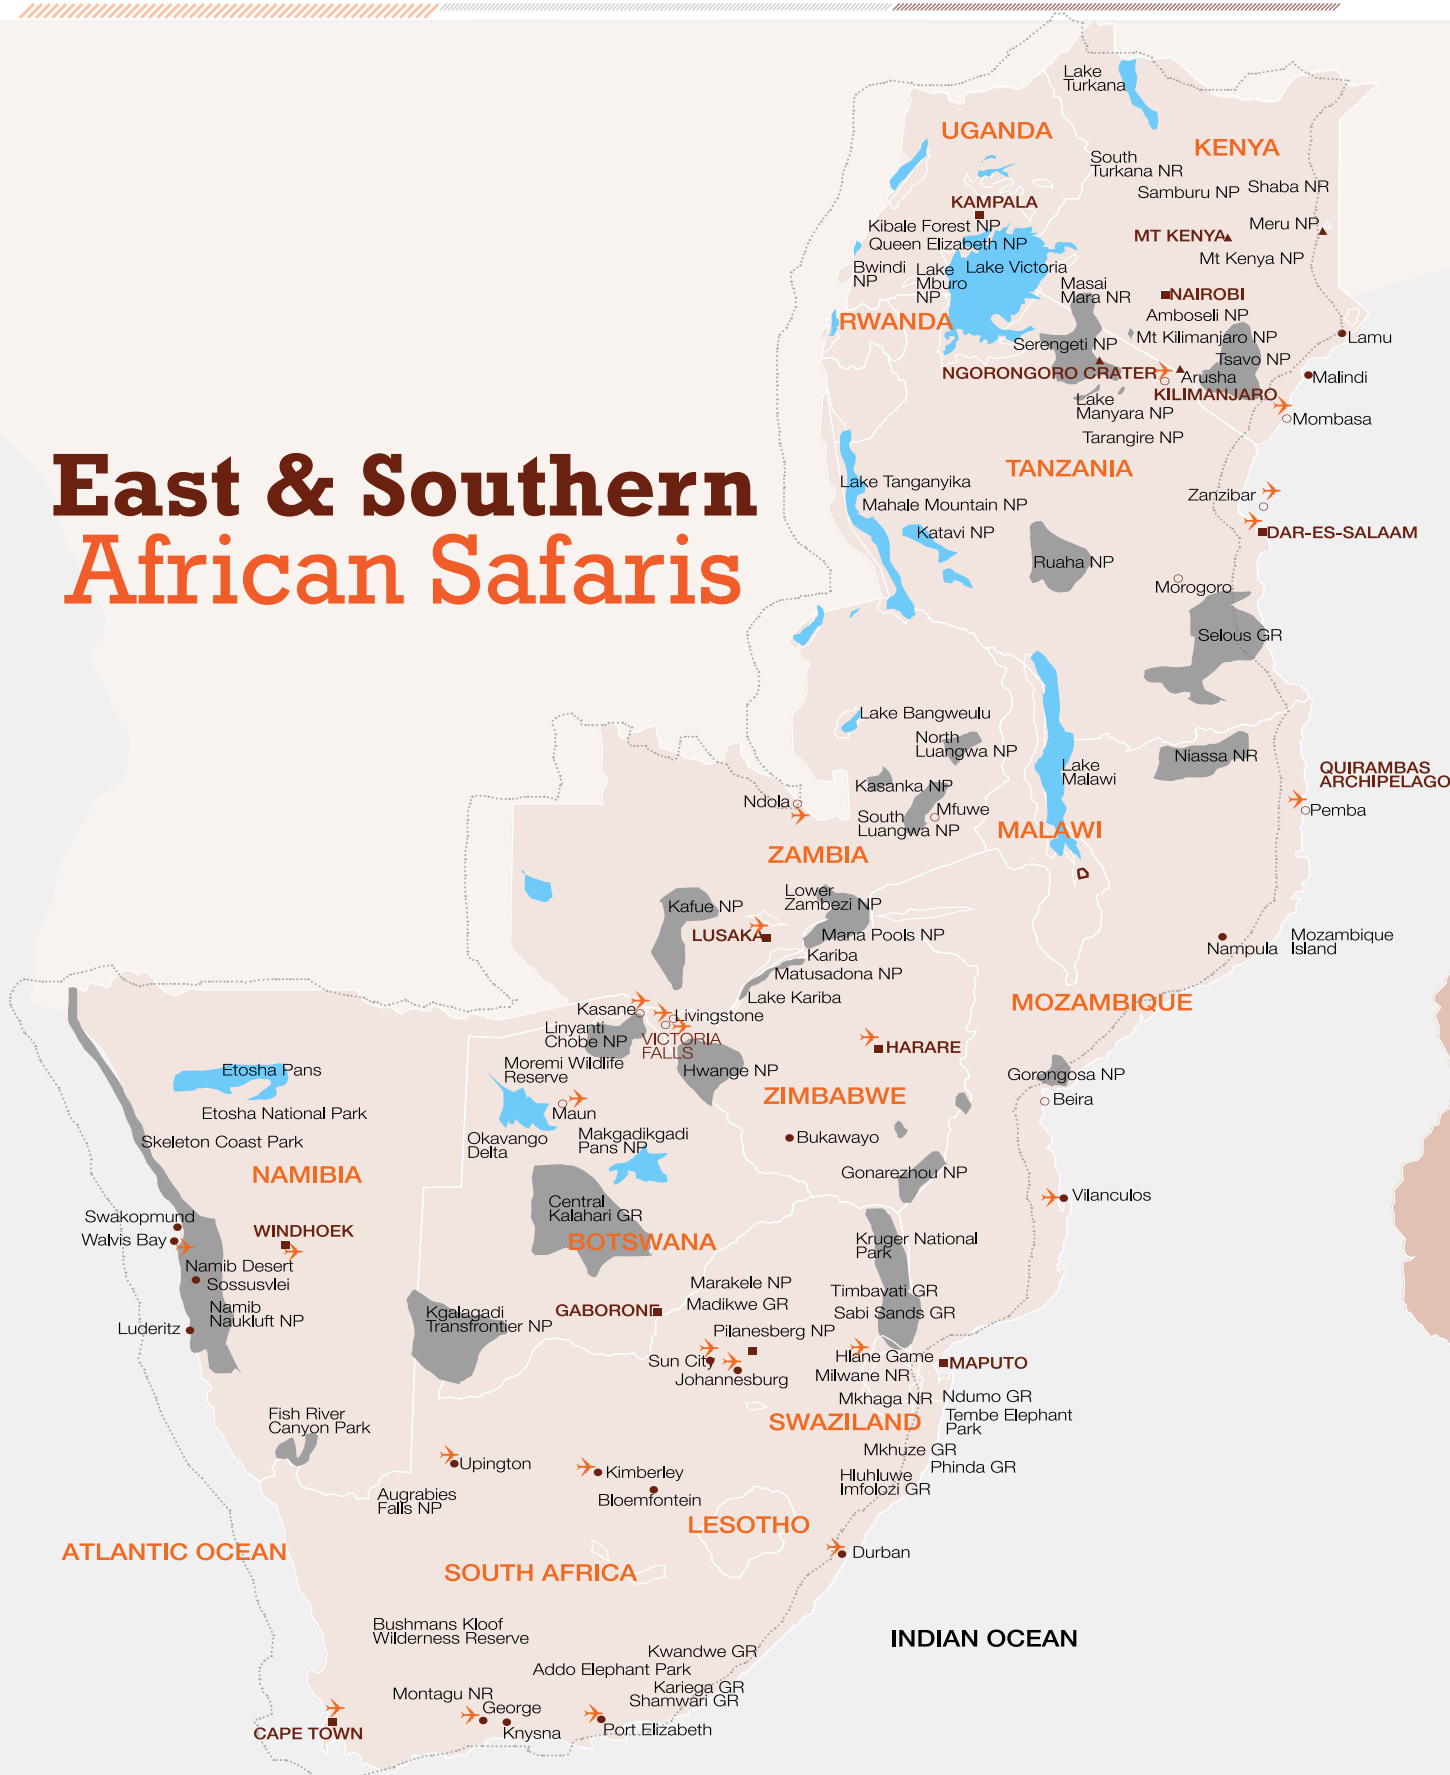 Lake
Turkana
UGANDA
KENYA
South
Turkana NR
Samburu NP
Shaba NR
KAMPALA
Kibale Forest NP
Meru NP
MT KENYA
Queen Elizabeth NP
Mt Kenya NP
Bwindi
NP
Lake
Mburo
NP
Lake Victoria
Masai
Mara NR
NAIROBI
RWANDA
Amboseli NP
Serengeti NP
Mt Kilimanjaro NP
Lamu
Tsavo NP
NGORONGORO CRATER
Arusha
Malindi
KILIMANJARO
Lake
Manyara NP
Mombasa
Tarangire NP
East & Southern
African Safaris
TANZANIA
Lake Tanganyika
Zanzibar
Mahale Mountain NP
Katavi NP
DAR-ES-SALAAM
Ruaha NP
Morogoro
Selous GR
Lake Bangweulu
North
Luangwa NP
Niassa NR
Lake
Malawi
QUIRAMBAS
ARCHIPELAGO
Kasanka NP
Ndola
Mfuwe
Pemba
South
Luangwa NP
MALAWI
ZAMBIA
Lower
Zambezi NP
Kafue NP
LUSAKA
Mana Pools NP
Mozambique
Island
Nampula
Kariba
Matusadona NP
Lake Kariba
MOZAMBIQUE
Kasane
Livingstone
Linyanti
Chobe NP
VICTORIA
FALLS
HARARE
Moremi Wildlife
Reserve
Hwange NP
Gorongosa NP
Etosha Pans
ZIMBABWE
Beira
Etosha National Park
Maun
Skeleton Coast Park
Okavango
Delta
Makgadikgadi
Pans NP
Bukawayo
NAMIBIA
Gonarezhou NP
Vilanculos
Central
Kalahari GR
Swakopmund
Walvis Bay
WINDHOEK
BOTSWANA
Kruger National
Park
Namib Desert
Sossusvlei
Marakele NP
Timbavati GR
Madikwe GR
Sabi Sands GR
Namib
Naukluft NP
Kgalagadi
Transfrontier NP
GABORONE
Luderitz
Pilanesberg NP
Sun City
Hlane Game
MAPUTO
Johannesburg
Milwane NR
Mkhaga NR
Ndumo GR
Fish River
Canyon Park
SWAZILAND
Tembe Elephant
Park
Mkhuze GR
Phinda GR
Upington
Kimberley
Hluhluwe
Imfolozi GR
Augrabies
Falls NP
Bloemfontein
LESOTHO
ATLANTIC OCEAN
Durban
SOUTH AFRICA
Bushmans Kloof
Wilderness Reserve
INDIAN OCEAN
Kwandwe GR
Addo Elephant Park
Kariega GR
Montagu NR
Shamwari GR
George
CAPE TOWN
Knysna
Port.Elizabeth